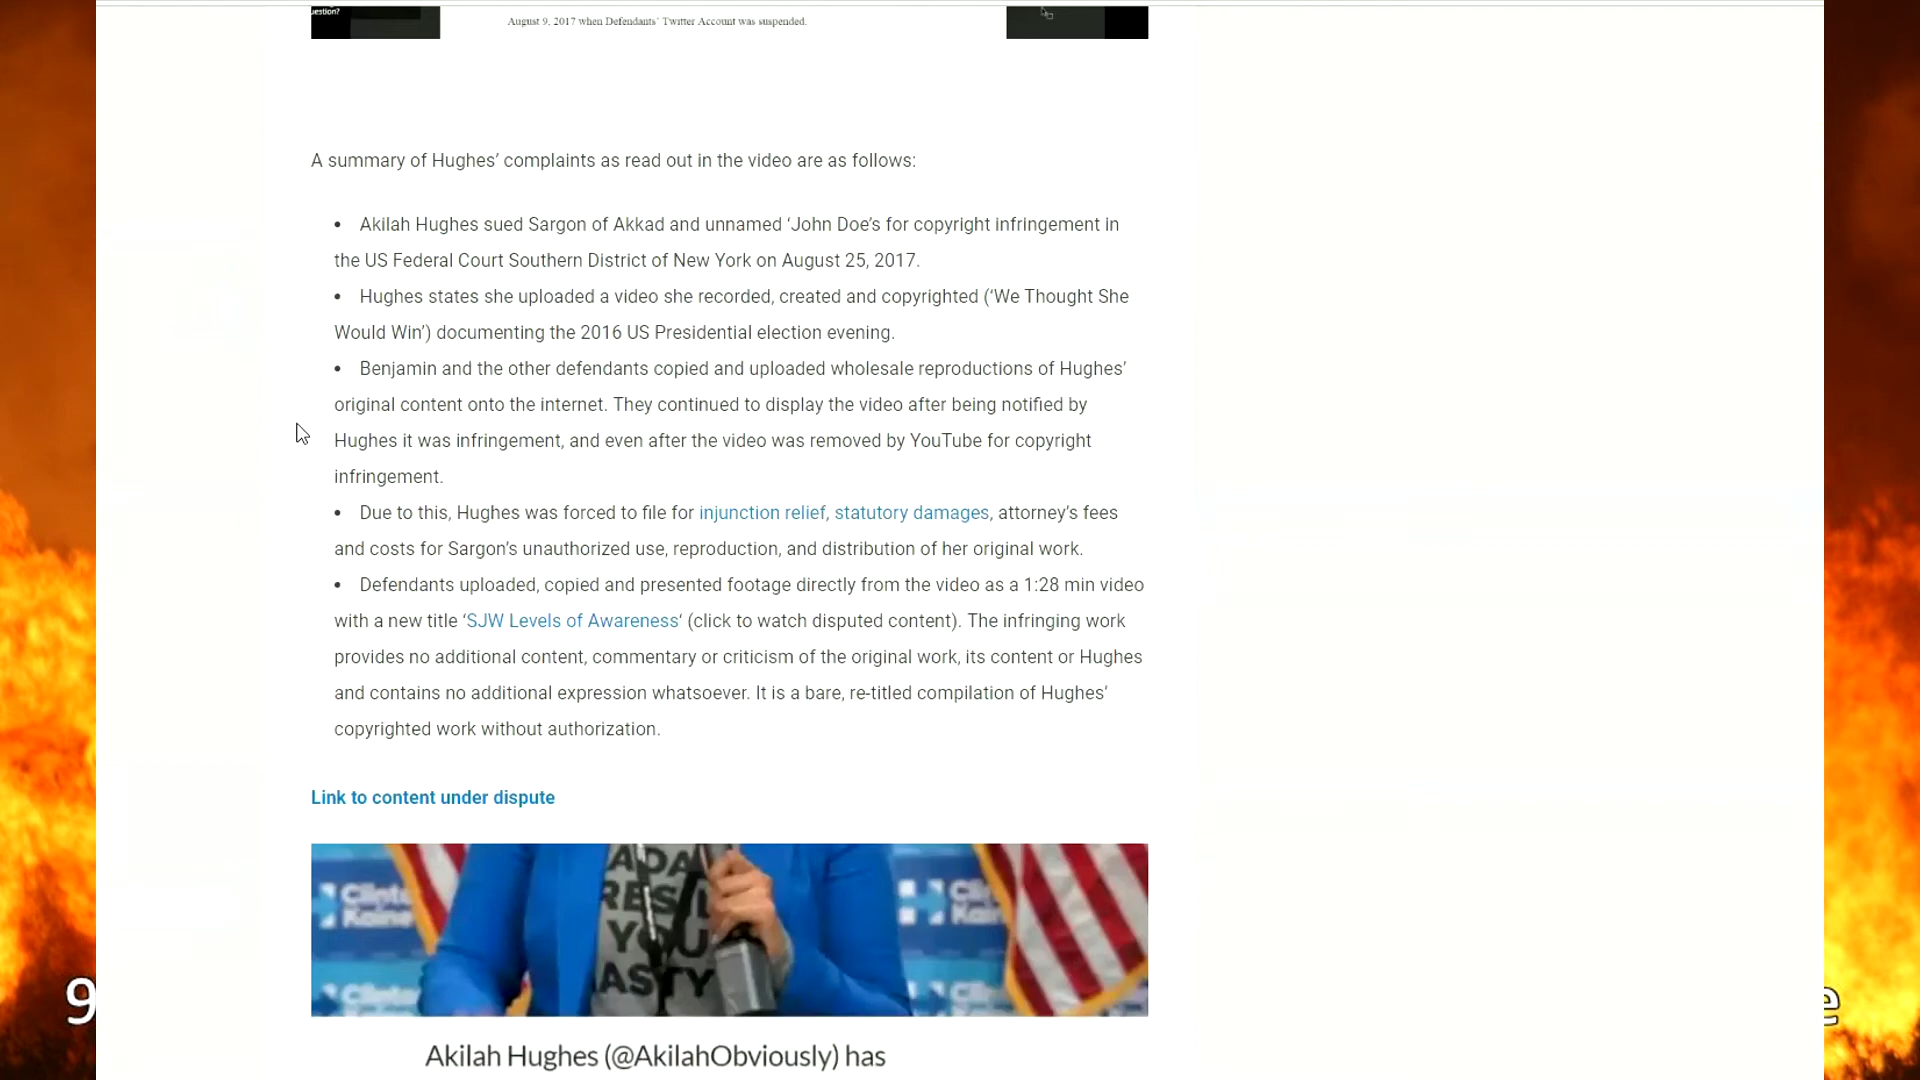 uestion?
August 9, 2017 when Defendants' Twitter Account was suspended.
A summary of Hughes’ complaints as read out in the video are as follows:
• Akilah Hughes sued Sargon of Akkad and unnamed ‘John Doe’s for copyright infringement in
the US Federal Court Southern District of New York on August 25, 2017.
• Hughes states she uploaded a video she recorded, created and copyrighted (‘We Thought She
Would Win’) documenting the 2016 US Presidential election evening.
• Benjamin and the other defendants copied and uploaded wholesale reproductions of Hughes’
original content onto the internet. They continued to display the video after being notified by
Hughes it was infringement, and even after the video was removed by YouTube for copyright
infringement.
• Due to this, Hughes was forced to file for injunction relief, statutory damages, attorney’s fees
and costs for Sargon’s unauthorized use, reproduction, and distribution of her original work.
• Defendants uploaded, copied and presented footage directly from the video as a 1:28 min video
with a new title ‘SJW Levels of Awareness‘ (click to watch disputed content). The infringing work
provides no additional content, commentary or criticism of the original work, its content or Hughes
and contains no additional expression whatsoever. It is a bare, re-titled compilation of Hughes’
copyrighted work without authorization.
Link to content under dispute
ADA
RES
YOU
ASTY
Clinto
Kaine
Cli
Kain
Clinto
9
e
Akilah Hughes (@AkilahObviously) has